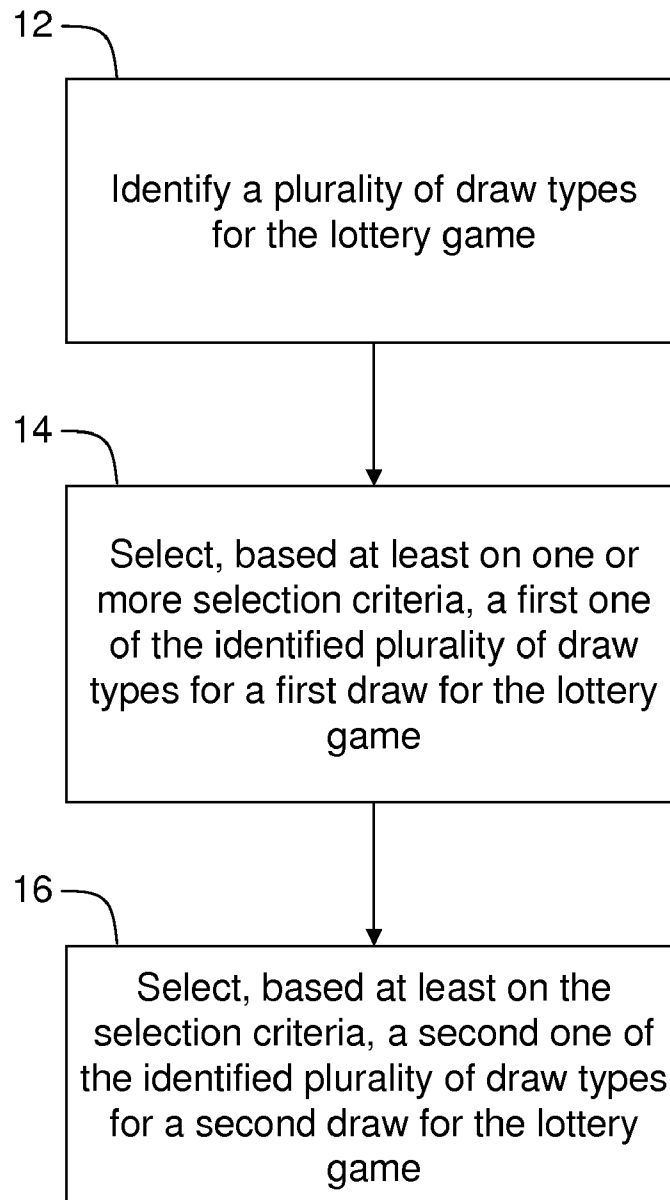 12
Identify a plurality of draw types
for the lottery game
14
Select, based at least on one or
more selection criteria, a first one
of the identified plurality of draw
types for a first draw for the lottery
game
16
Select, based at least on the
selection criteria, a second one of
the identified plurality of draw types
for a second draw for the lottery
game